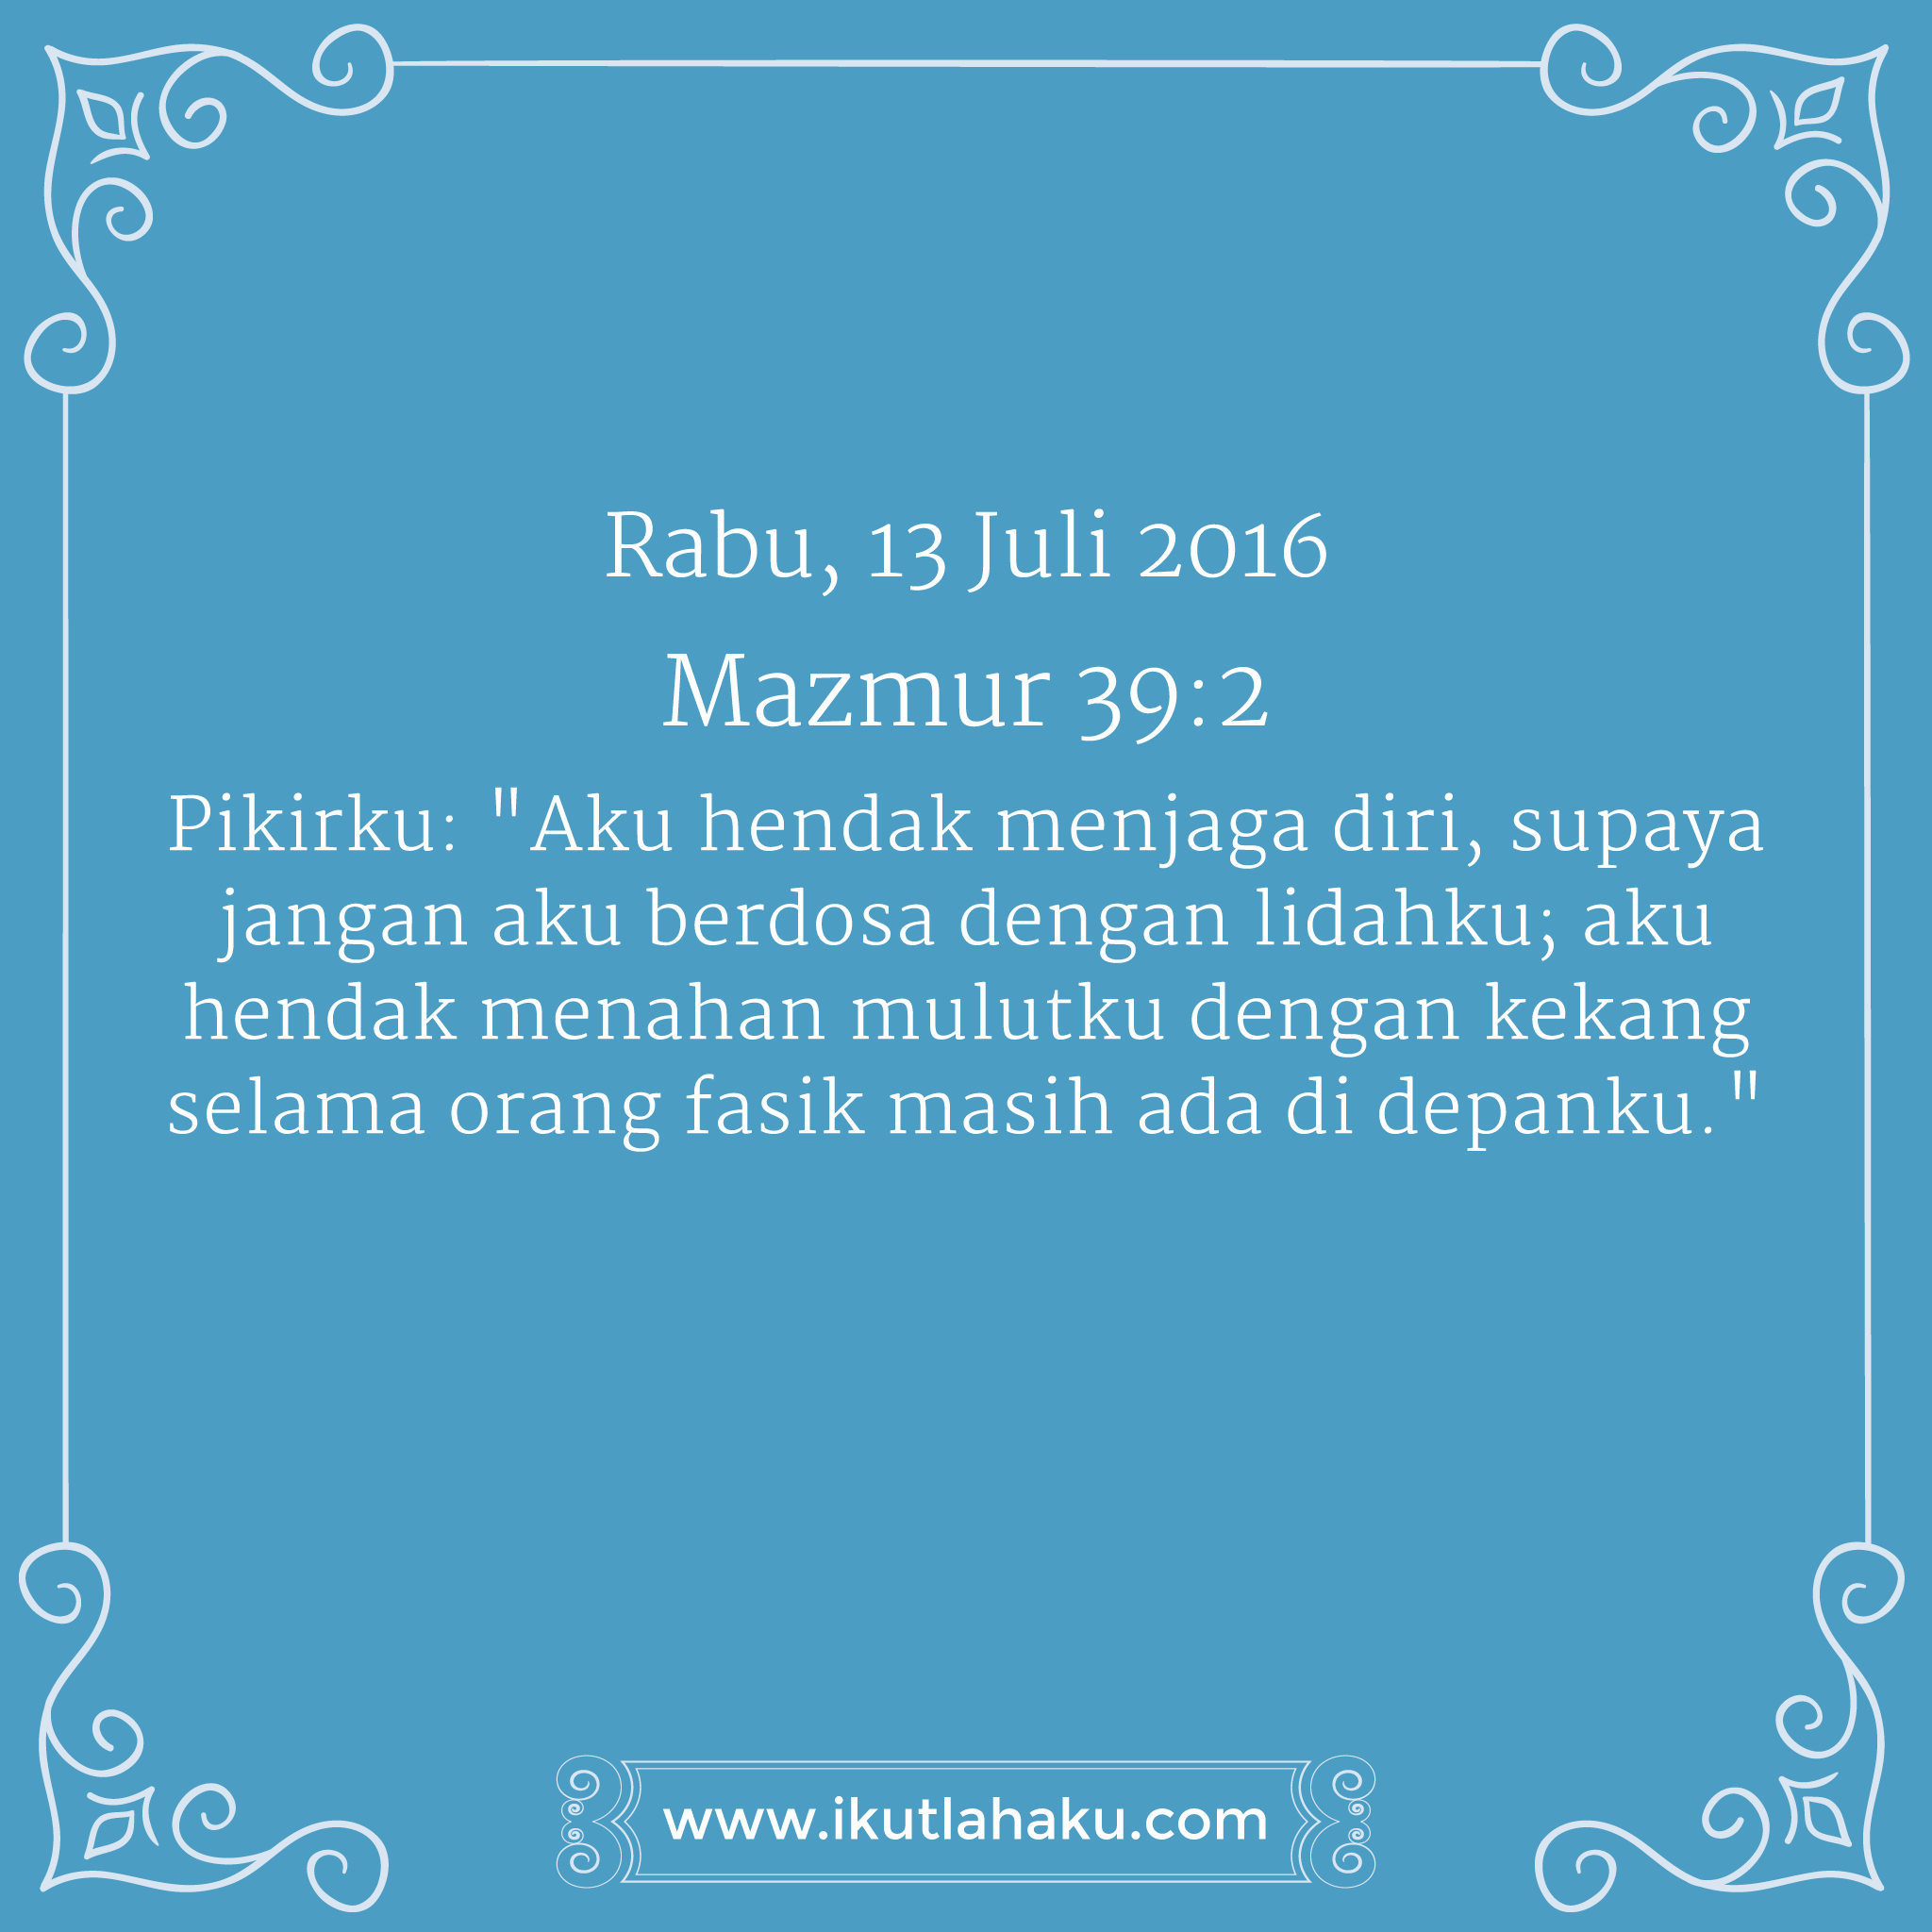 Rabu, 13 Juli 2016
Mazmur 39:2
Pikirku: "Aku hendak menjaga diri, supaya
jangan aku berdosa dengan lidahku; aku
hendak menahan mulutku dengan kekang
selama orang fasik masih ada di depanku."
www.ikutlahaku.com